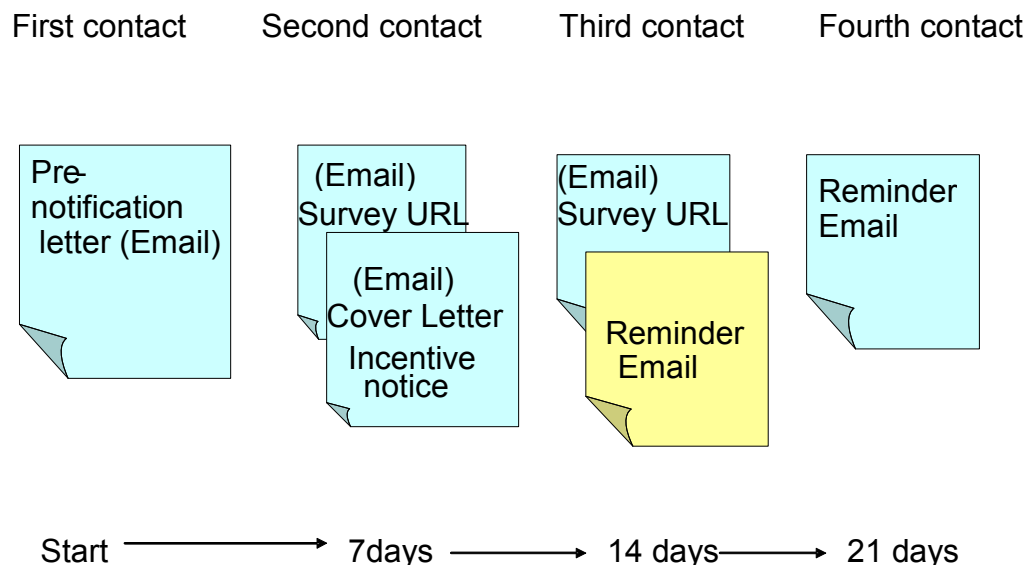 First contact
Second contact
Third contact
Fourth contact
Pre-
notification
letter (Email)
(Email)
Survey URL
(Email)
Cover Letter
Incentive
notice
(Email)
Survey URL
Reminder
Email
Reminder
Email
Start
7days
14 days
21 days